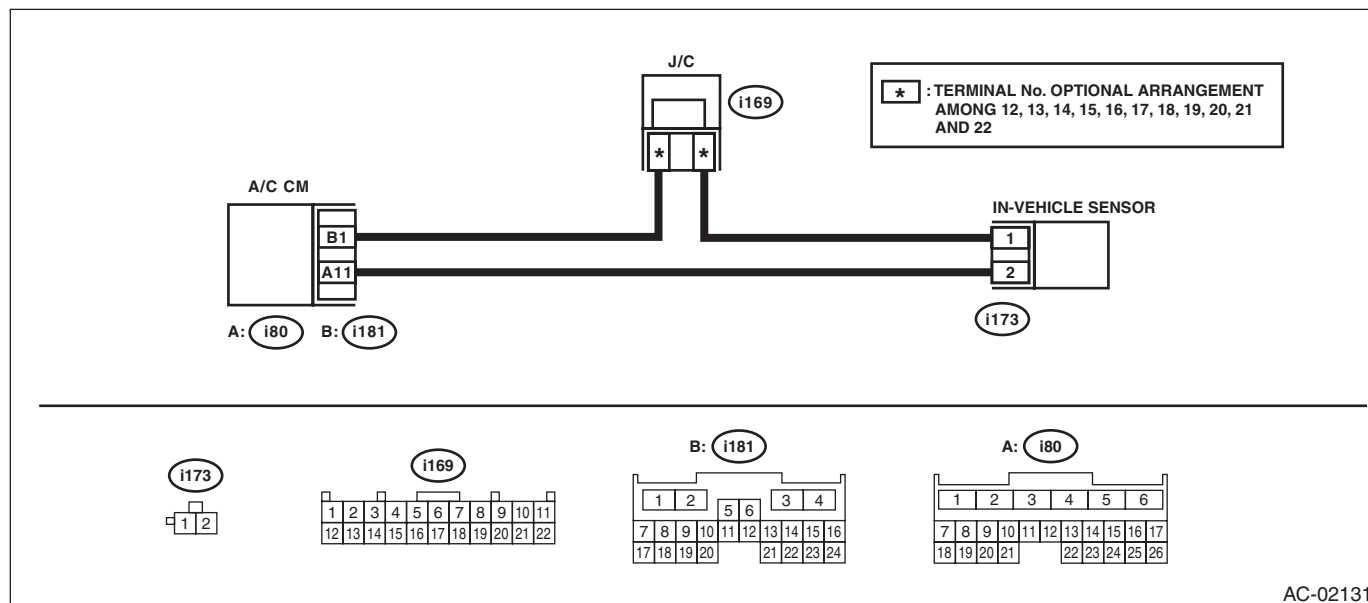 J/C
i169
* : TERMINAL No. OPTIONAL ARRANGEMENT
AMONG 12, 13, 14, 15, 16, 17, 18, 19, 20, 21
AND 22
* *
A/C CM
B1
A11
A: i80 B: i181
IN-VEHICLE SENSOR
1
2
i173
i173
1 2
i169
1 2 3 4 5 6 7 8 9 10 11
12 13 14 15 16 17 18 19 20 21 22
B: i181
1 2 3 4
5 6
7 8 9 10 11 12 13 14 15 16
17 18 19 20 21 22 23 24
A: i80
1 2 3 4 5 6
7 8 9 10 11 12 13 14 15 16 17
18 19 20 21 22 23 24 25 26
AC-02131